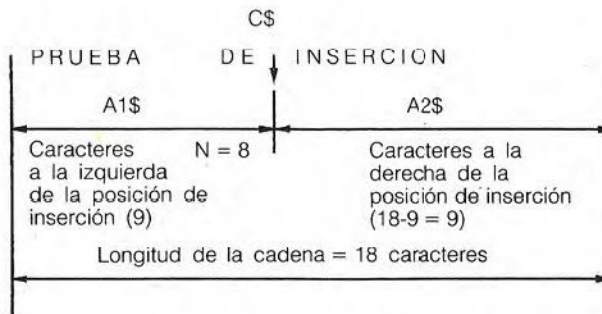 C$
PRUEBA DE INSERCION
A1$ A2$
Caracteres
a la izquierda
de la posición de
inserción (9)
N = 8
Caracteres a la
derecha de la
posición de inserción
(18-9 = 9)
Longitud de la cadena = 18 caracteres